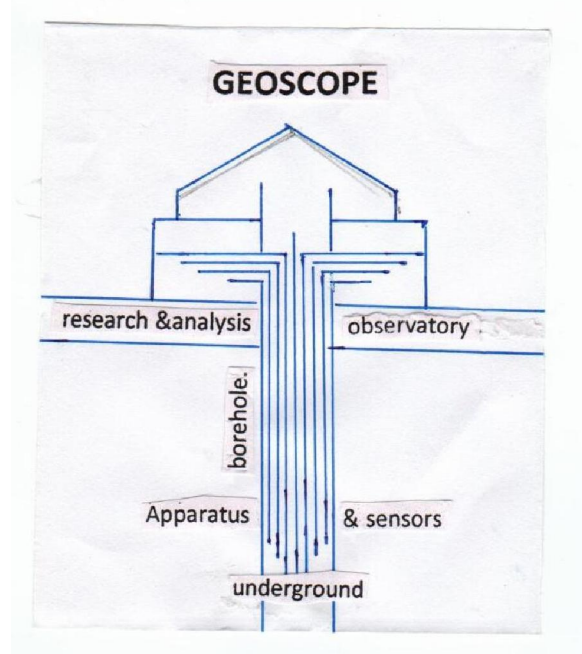 GEOSCOPE
research &analysis
observatory
borehole.
Apparatus
& sensors
underground